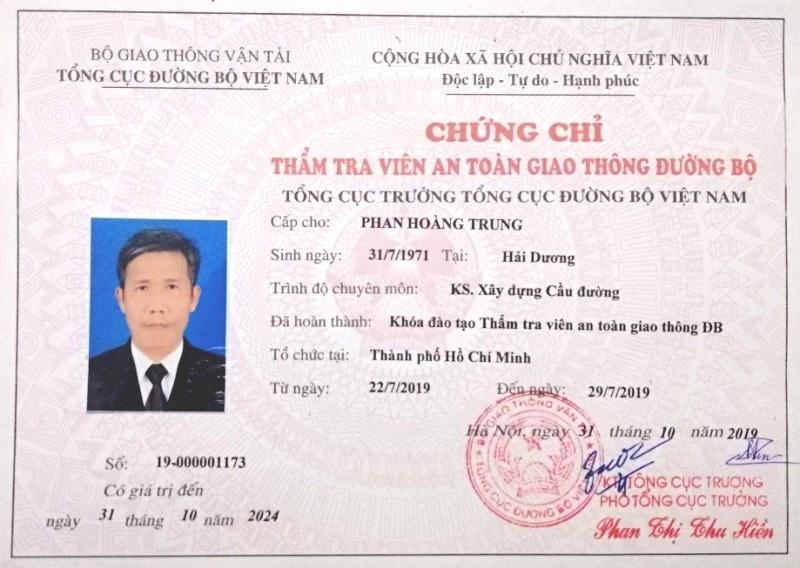 BỘ GIAO THÔNG VẬN TẢI
TỔNG CỤC ĐƯỜNG BỘ VIỆT NAM
CỘNG HÒA XÃ HỘI CHỦ NGHĨA VIỆT NAM
Độc lập - Tự do - Hạnh phúc
CHỨNG CHỈ
THẨM TRA VIÊN AN TOÀN GIAO THÔNG ĐƯỜNG BỘ
TỔNG CỤC TRƯỞNG TỔNG CỤC ĐƯỜNG BỘ VIỆT NAM
Cấp cho: PHAN HOÀNG TRUNG
Sinh ngày: 31/7/1971 Tại: Hải Dương
Trình độ chuyên môn: KS. Xây dựng Cầu đường
Đã hoàn thành: Khóa đào tạo Thẩm tra viên an toàn giao thông ĐB
Tổ chức tại: Thành phố Hồ Chí Minh
Từ ngày: 22/7/2019 Đến ngày: 29/7/2019
Hà Nội, ngày 31 tháng 10 năm 2019
KT. TỔNG CỤC TRƯỞNG
PHÓ TỔNG CỤC TRƯỞNG
Phan Thị Thu Hiền
BỘ GIAO THÔNG VẬN TẢI
TỔNG CỤC ĐƯỜNG BỘ VIỆT NAM
Số: 19-000001173
Có giá trị đến
ngày 31 tháng 10 năm 2024